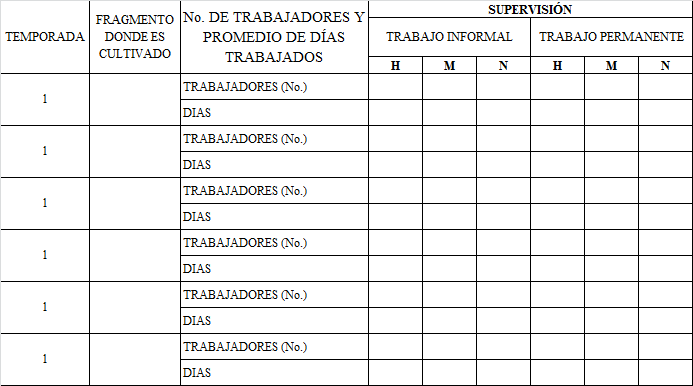 TEMPORADA
FRAGMENTO
DONDE ES
CULTIVADO
No. DE TRABAJADORES Y
PROMEDIO DE DÍAS
TRABAJADOS
SUPERVISIÓN
TRABAJO INFORMAL
TRABAJO PERMANENTE
H M N H M N
1
TRABAJADORES (No.)
DIAS
1
TRABAJADORES (No.)
DIAS
1
TRABAJADORES (No.)
DIAS
1
TRABAJADORES (No.)
DIAS
1
TRABAJADORES (No.)
DIAS
1
TRABAJADORES (No.)
DIAS